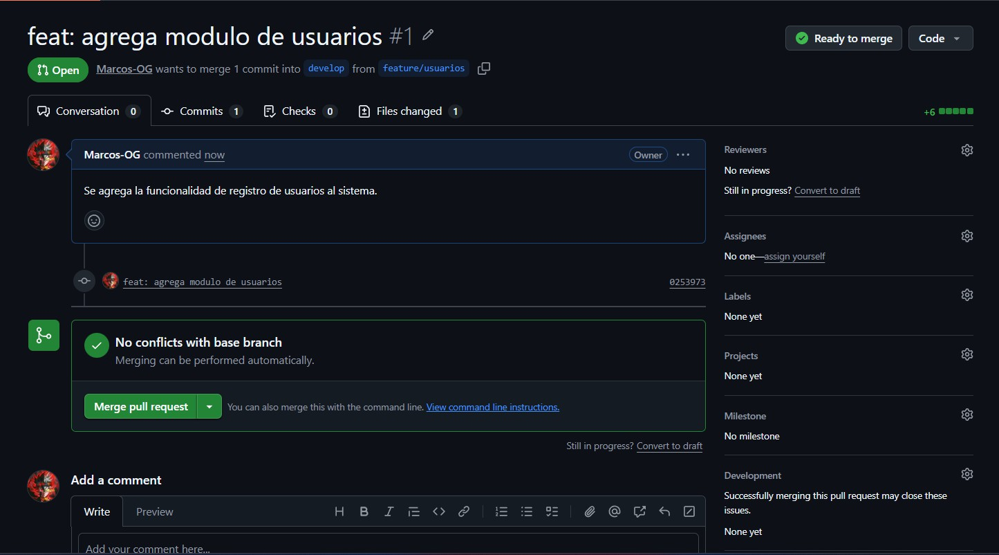 feat: agrega modulo de usuarios #1
Ready to merge
Code
Open
Marcos-OG wants to merge 1 commit into develop from feature/usuarios
Conversation 0
Commits 1
Checks 0
Files changed 1
+6
Marcos-OG commented now
Owner
Se agrega la funcionalidad de registro de usuarios al sistema.
feat: agrega modulo de usuarios
0253973
No conflicts with base branch
Merging can be performed automatically.
Merge pull request
You can also merge this with the command line. View command line instructions.
Still in progress? Convert to draft
Add a comment
Write
Preview
Add your comment here...
Reviewers
No reviews
Still in progress? Convert to draft
Assignees
No one—assign yourself
Labels
None yet
Projects
None yet
Milestone
No milestone
Development
Successfully merging this pull request may close these
issues.
None yet